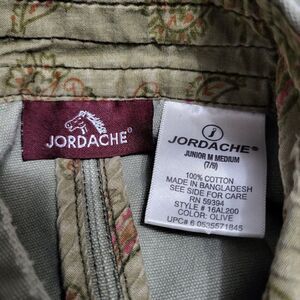 JORDACHE®
J
JORDACHE®
JUNIOR M MEDIUM
(7/9)
100% COTTON
MADE IN BANGLADESH
SEE SIDE FOR CARE
RN 59394
STYLE # 16AL200
COLOR: OLIVE
UPC# 6 0535571845